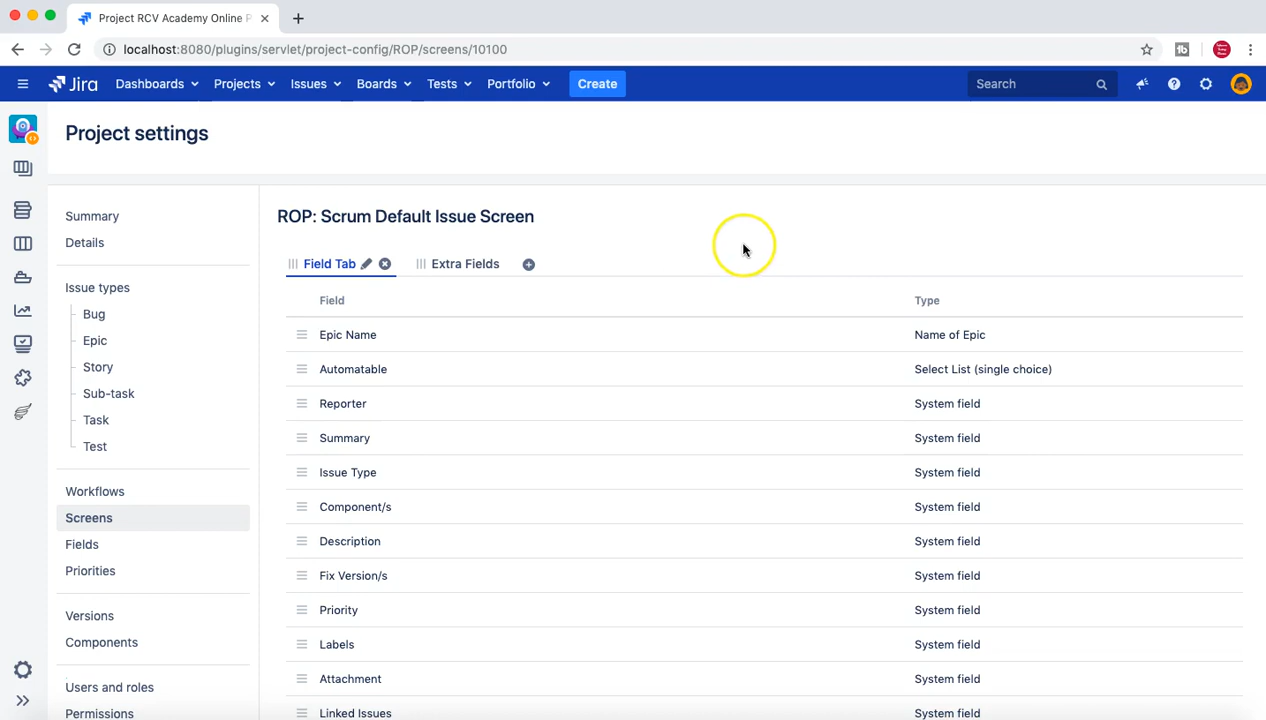 Project RCV Academy Online P
localhost:8080/plugins/servlet/project-config/ROP/screens/10100
Jira Dashboards Projects Issues Boards Tests Portfolio Create Search
Project settings
Summary
Details
Issue types
Bug
Epic
Story
Sub-task
Task
Test
Workflows
Screens
Fields
Priorities
Versions
Components
Users and roles
Permissions
ROP: Scrum Default Issue Screen
Field Tab Extra Fields
Field Type
Epic Name Name of Epic
Automatable Select List (single choice)
Reporter System field
Summary System field
Issue Type System field
Component/s System field
Description System field
Fix Version/s System field
Priority System field
Labels System field
Attachment System field
Linked Issues System field